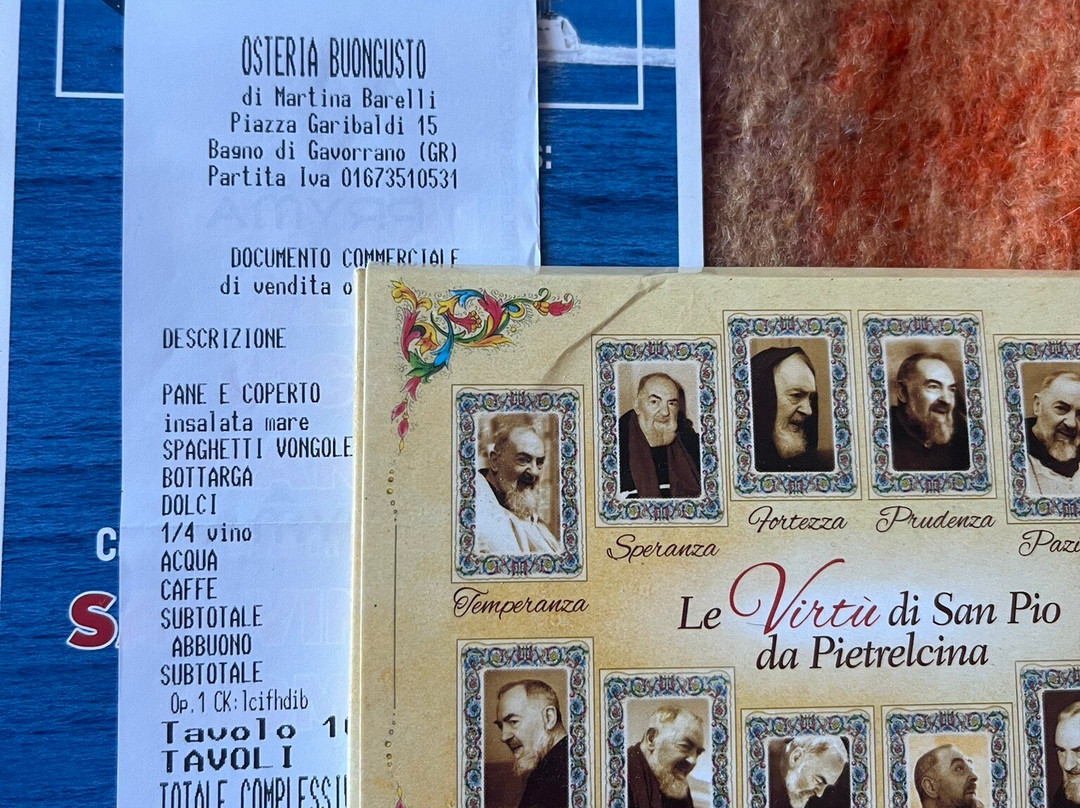 OSTERIA BUONGUSTO
di Martina Barelli
Piazza Garibaldi 15
Bagno di Gavorrano (GR)
Partita Iva 01673510531
DOCUMENTO COMMERCIALE
di vendita o
DESCRIZIONE
PANE E COPERTO
insalata mare
SPAGHETTI VONGOLE
BOTTARGA
DOLCI
1/4 vino
ACQUA
CAFFE
SUBTOTALE
ABBUONO
SUBTOTALE
Op.1 CK:lcifhdib
Tavolo
TAVOLI
TOTALE COMPLESSI
Temperanza
Speranza
Fortezza
Prudenza
Le Virtù di San Pio
da Pietrelcina